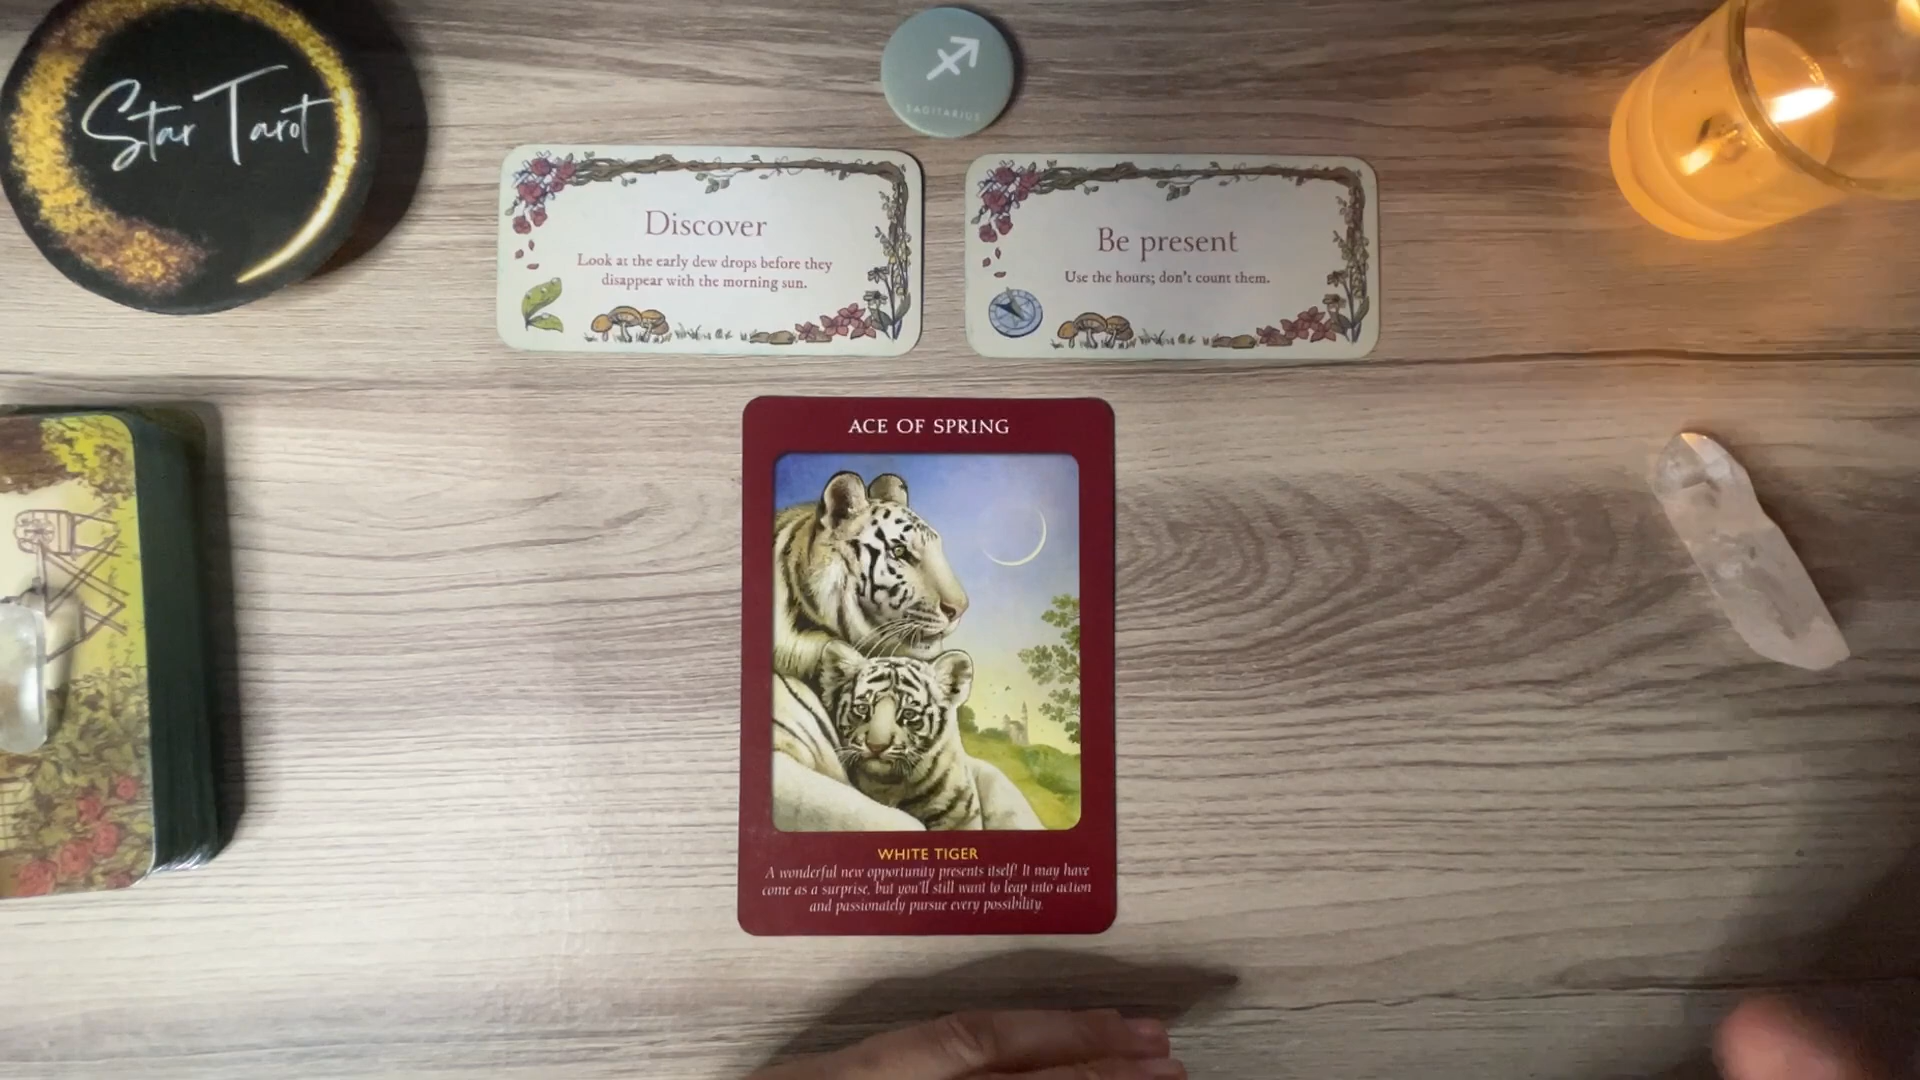 Star Tarot
SAGITARIUS
Discover
Look at the early dew drops before they
disappear with the morning sun.
Be present
Use the hours; don't count them.
ACE OF SPRING
WHITE TIGER
A wonderful new opportunity presents itself! It may have
come as a surprise, but you'll still want to leap into action
and passionately pursue every possibility.